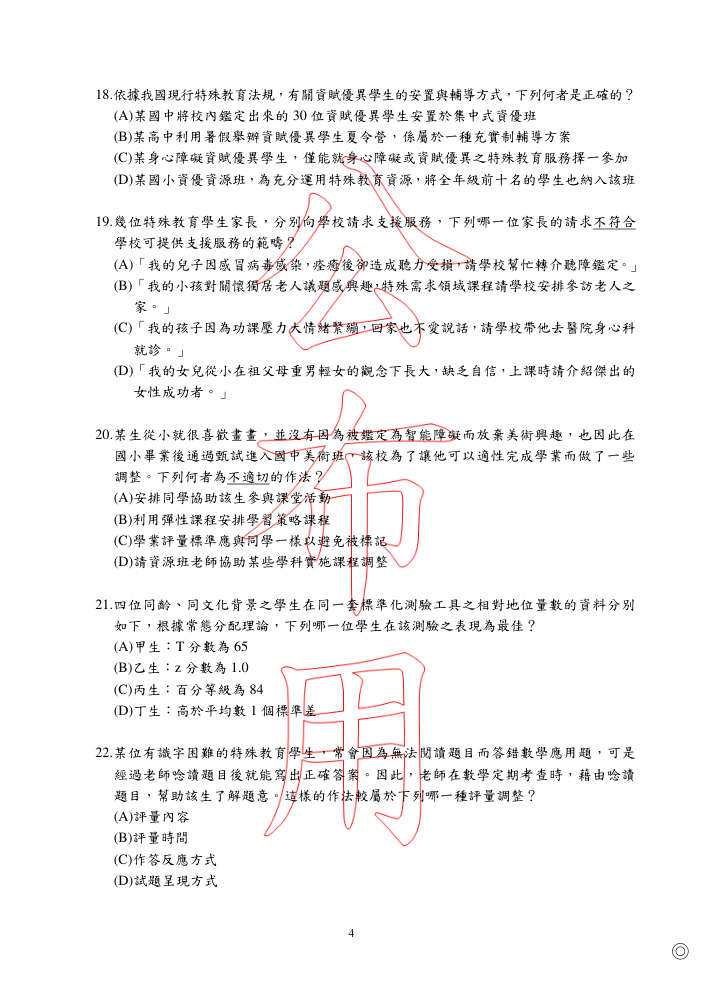 18.依據我國現行特殊教育法規，有關資賦優異學生的安置與輔導方式，下列何者是正確的？
(A)某國中將校內鑑定出來的 30 位資賦優異學生安置於集中式資優班
(B)某高中利用暑假舉辦資賦優異學生夏令營，係屬於一種充實制輔導方案
(C)某身心障礙資賦優異學生，僅能就身心障礙或資賦優異之特殊教育服務擇一參加
(D)某國小資優資源班，為充分運用特殊教育資源，將全年級前十名的學生也納入該班
19.幾位特殊教育學生家長，分別向學校請求支援服務，下列哪一位家長的請求不符合
學校可提供支援服務的範疇？
(A)「我的兒子因感冒病毒感染，痊癒後卻造成聽力受損，請學校幫忙轉介聽障鑑定。」
(B)「我的小孩對關懷獨居老人議題感興趣，特殊需求領域課程請學校安排參訪老人之
家。」
(C)「我的孩子因為功課壓力大情緒緊繃，回家也不愛說話，請學校帶他去醫院身心科
就診。」
(D)「我的女兒從小在祖父母重男輕女的觀念下長大，缺乏自信，上課時請介紹傑出的
女性成功者。」
20.某生從小就很喜歡畫畫，並沒有因為被鑑定為智能障礙而放棄美術興趣，也因此在
國小畢業後通過甄試進入國中美術班，該校為了讓他可以適性完成學業而做了一些
調整。下列何者為不適切的作法？
(A)安排同學協助該生參與課堂活動
(B)利用彈性課程安排學習策略課程
(C)學業評量標準應與同學一樣以避免被標記
(D)請資源班老師協助某些學科實施課程調整
21.四位同齡、同文化背景之學生在同一套標準化測驗工具之相對地位量數的資料分別
如下，根據常態分配理論，下列哪一位學生在該測驗之表現為最佳？
(A)甲生：T 分數為 65
(B)乙生：z 分數為 1.0
(C)丙生：百分等級為 84
(D)丁生：高於平均數 1 個標準差
22.某位有識字困難的特殊教育學生，常會因為無法閱讀題目而答錯數學應用題，可是
經過老師唸讀題目後就能寫出正確答案。因此，老師在數學定期考查時，藉由唸讀
題目，幫助該生了解題意。這樣的作法較屬於下列哪一種評量調整？
(A)評量內容
(B)評量時間
(C)作答反應方式
(D)試題呈現方式
公布用
4
◎